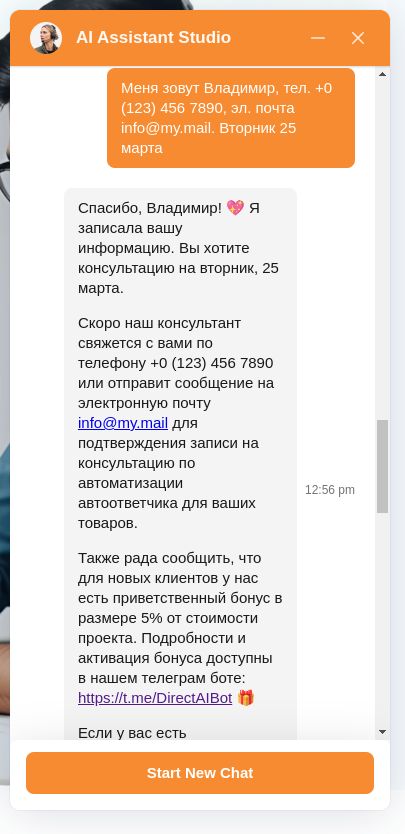 AI Assistant Studio
Меня зовут Владимир, тел. +0
(123) 456 7890, эл. почта
info@my.mail. Вторник 25
марта
Спасибо, Владимир! 💖 Я
записала вашу
информацию. Вы хотите
консультацию на вторник, 25
марта.
Скоро наш консультант
свяжется с вами по
телефону +0 (123) 456 7890
или отправит сообщение на
электронную почту
info@my.mail для
подтверждения записи на
консультацию по
автоматизации
автоответчика для ваших
товаров.
12:56 pm
Также рада сообщить, что
для новых клиентов у нас
есть приветственный бонус в
размере 5% от стоимости
проекта. Подробности и
активация бонуса доступны
в нашем телеграм боте:
https://t.me/DirectAIBot 🎁
Если у вас есть
Start New Chat